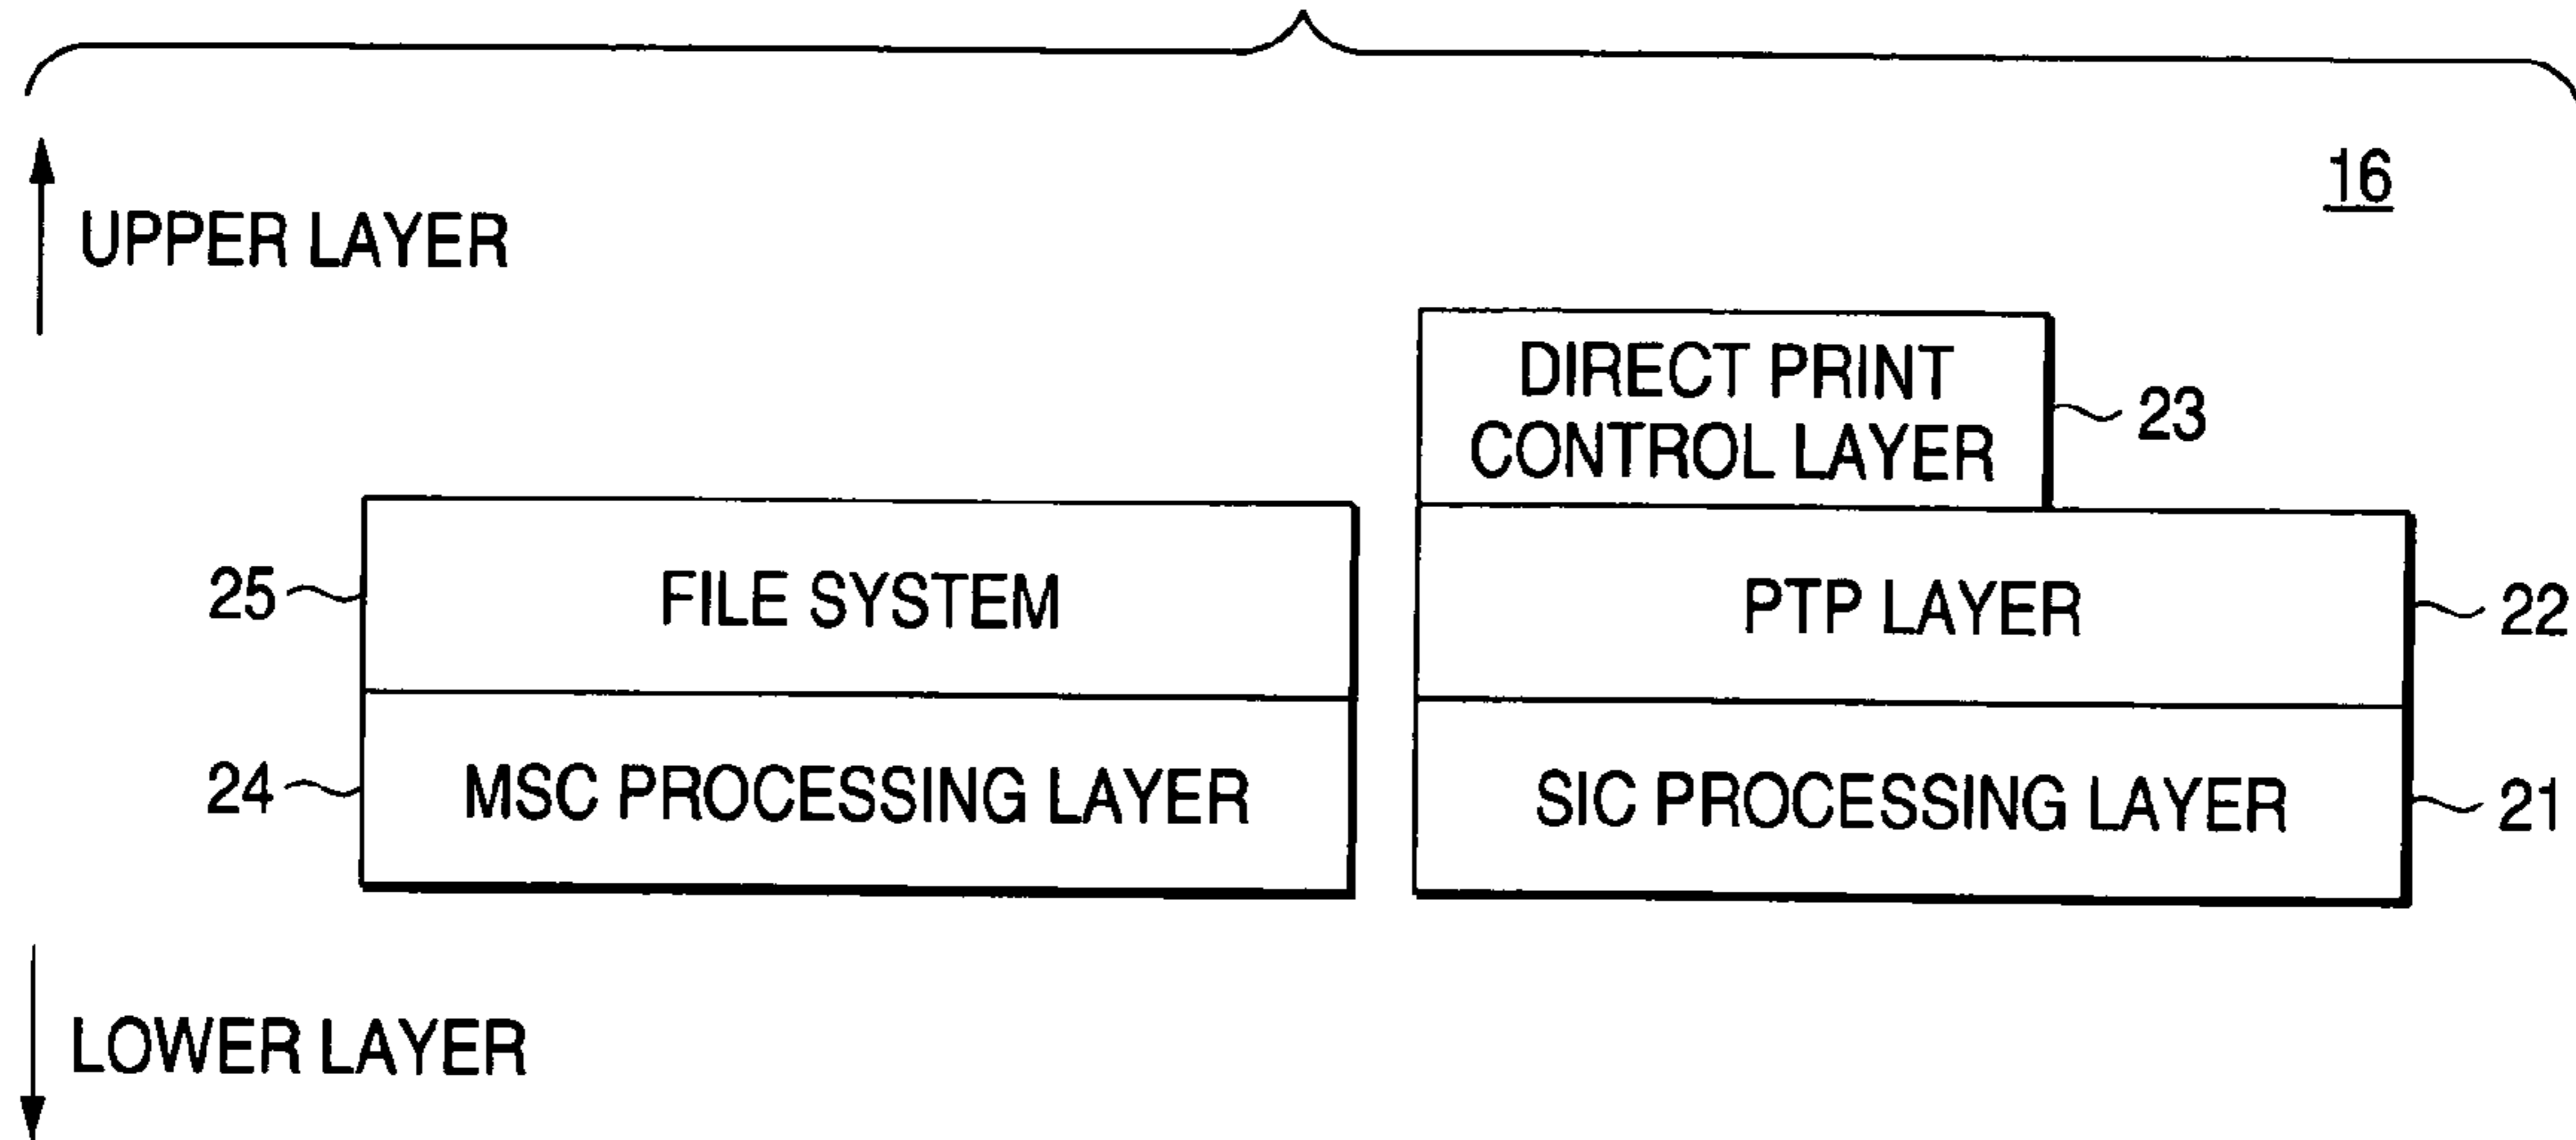 16
UPPER LAYER
DIRECT PRINT
CONTROL LAYER
23
25
FILE SYSTEM
PTP LAYER
22
24
MSC PROCESSING LAYER
SIC PROCESSING LAYER
21
LOWER LAYER